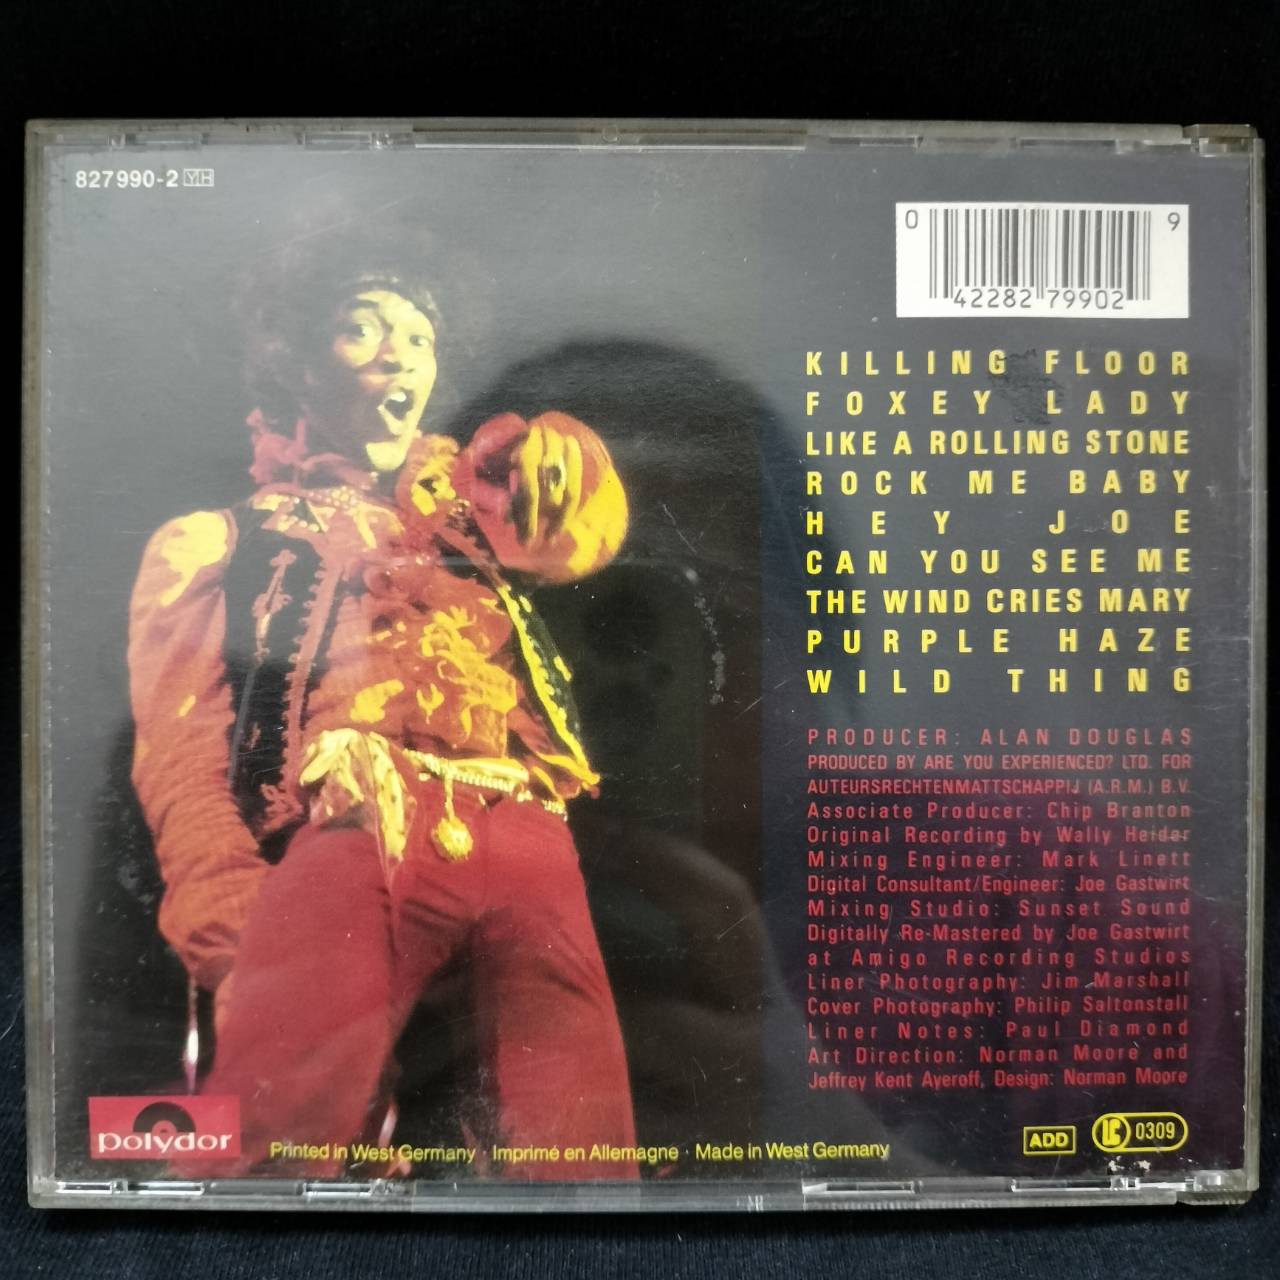 827990-2 YH
0 42282 79902 9
KILLING FLOOR
FOXEY LADY
LIKE A ROLLING STONE
ROCK ME BABY
HEY JOE
CAN YOU SEE ME
THE WIND CRIES MARY
PURPLE HAZE
WILD THING
PRODUCER: ALAN DOUGLAS
PRODUCED BY ARE YOU EXPERIENCED? LTD. FOR
AUTEURSRECHTENMATTSCHAPPIJ (A.R.M.) B.V.
Associate Producer: Chip Branton
Original Recording by Wally Heider
Mixing Engineer: Mark Linett
Digital Consultant/Engineer: Joe Gastwirt
Mixing Studio: Sunset Sound
Digitally Re-Mastered by Joe Gastwirt
at Amigo Recording Studios
Liner Photography: Jim Marshall
Cover Photography: Philip Saltonstall
Liner Notes: Paul Diamond
Art Direction: Norman Moore and
Jeffrey Kent Ayeroff, Design: Norman Moore
polydor
Printed in West Germany · Imprimé en Allemagne · Made in West Germany
ADD
LC 0309